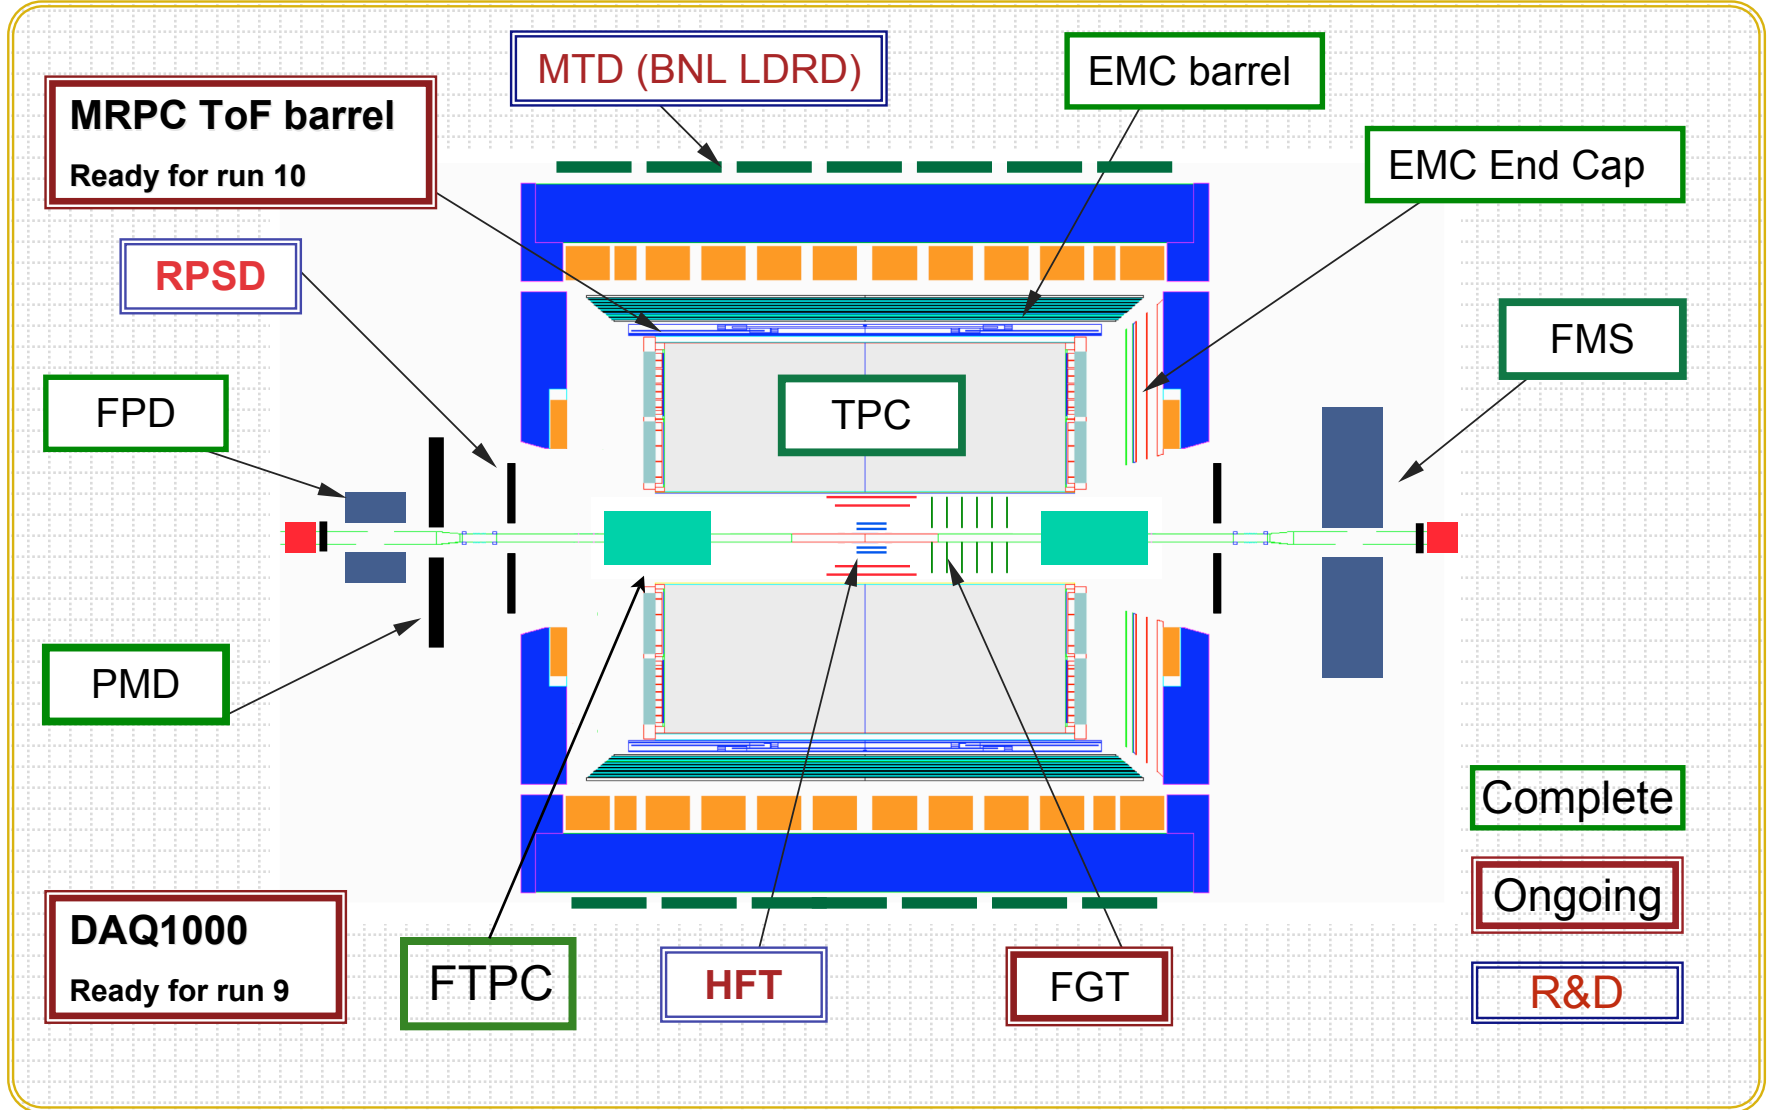 MTD (BNL LDRD)
EMC barrel
MRPC ToF barrel
Ready for run 10
EMC End Cap
RPSD
FMS
FPD
TPC
PMD
Complete
Ongoing
DAQ1000
Ready for run 9
FTPC
HFT
FGT
R&D